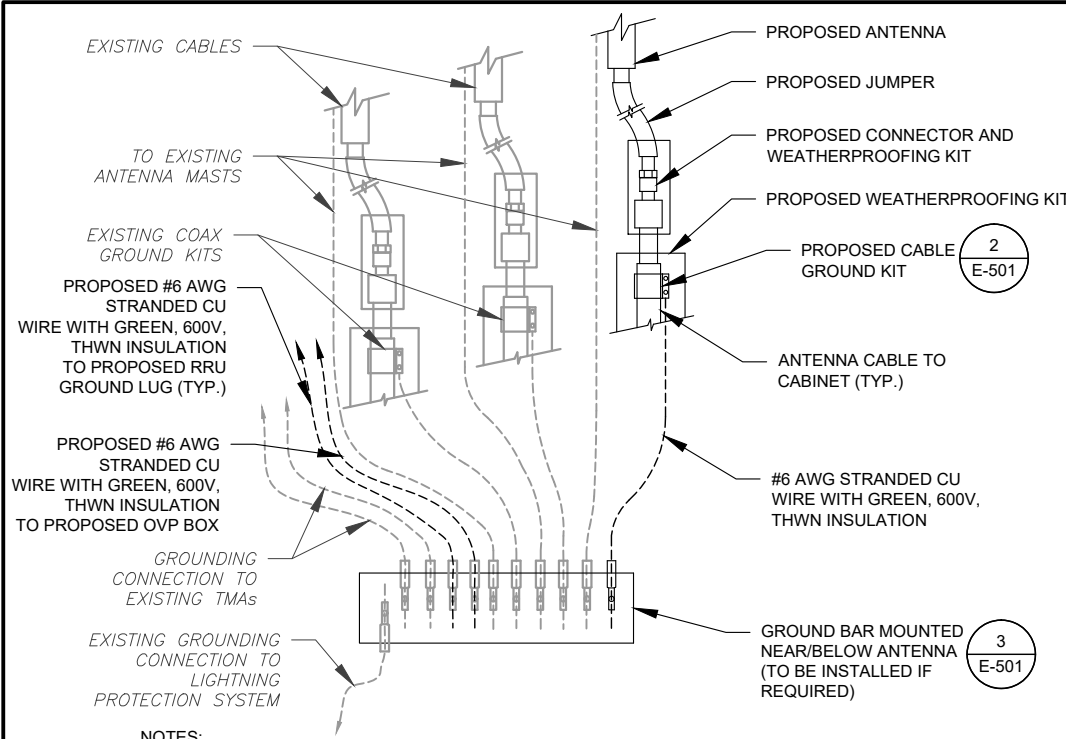 EXISTING CABLES
TO EXISTING
ANTENNA MASTS
EXISTING COAX
GROUND KITS
PROPOSED #6 AWG
STRANDED CU
WIRE WITH GREEN, 600V,
THWN INSULATION
TO PROPOSED RRU
GROUND LUG (TYP.)
PROPOSED #6 AWG
STRANDED CU
WIRE WITH GREEN, 600V,
THWN INSULATION
TO PROPOSED OVP BOX
GROUNDING
CONNECTION TO
EXISTING TMAs
EXISTING GROUNDING
CONNECTION TO
LIGHTNING
PROTECTION SYSTEM
NOTES:
PROPOSED ANTENNA
PROPOSED JUMPER
PROPOSED CONNECTOR AND
WEATHERPROOFING KIT
PROPOSED WEATHERPROOFING KIT
PROPOSED CABLE
GROUND KIT
2
E-501
ANTENNA CABLE TO
CABINET (TYP.)
#6 AWG STRANDED CU
WIRE WITH GREEN, 600V,
THWN INSULATION
GROUND BAR MOUNTED
NEAR/BELOW ANTENNA
(TO BE INSTALLED IF
REQUIRED)
3
E-501